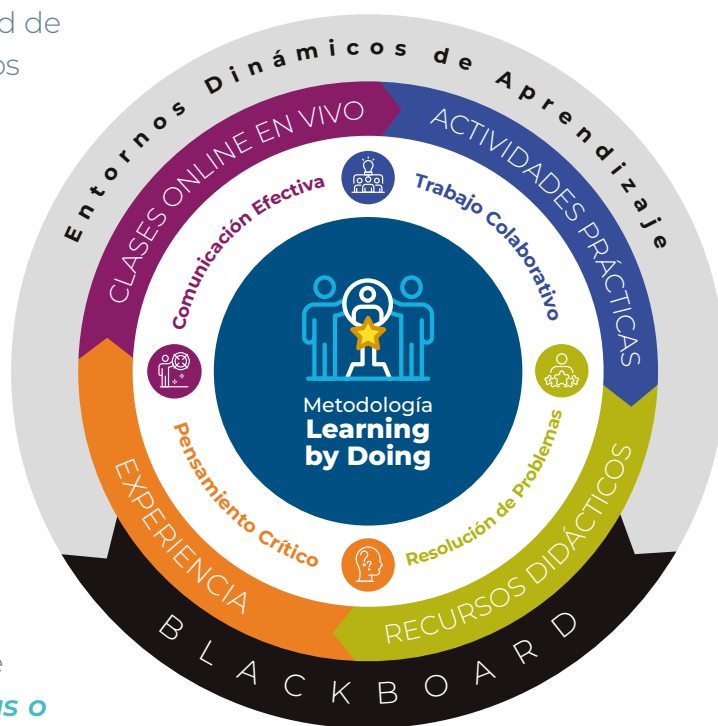 d de
os
Entornos Dinámicos de Aprendizaje
CLASES ONLINE EN VIVO
ACTIVIDADES PRÁCTICAS
Comunicación Efectiva
Trabajo Colaborativo
Metodología
Learning
by Doing
Pensamiento Crítico
Resolución de Problemas
EXPERIENCIA
RECURSOS DIDÁCTICOS
BLACKBOARD
e
us o